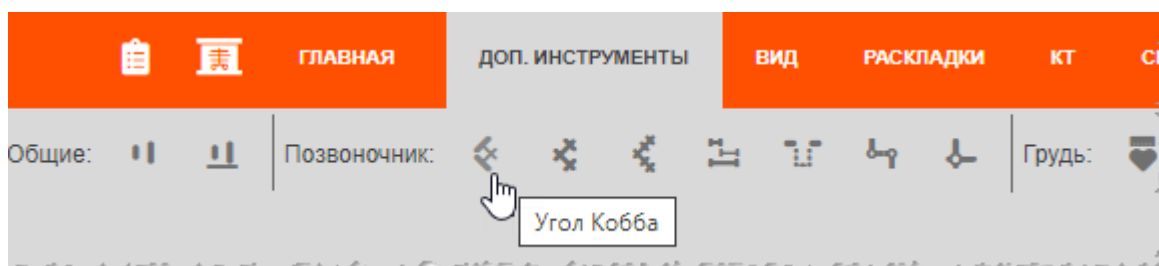 ГЛАВНАЯ ДОП. ИНСТРУМЕНТЫ ВИД РАСКЛАДКИ КТ
Общие: Позвоночник: Грудь:
Угол Кобба